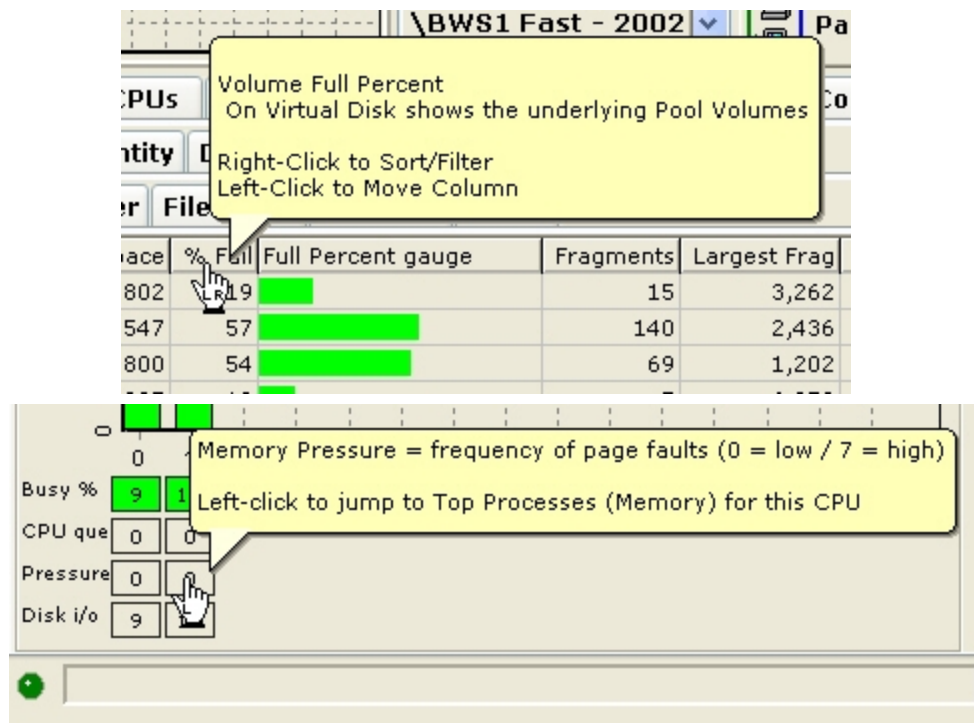 \BWS1 Fast - 2002 Pa
Volume Full Percent
On Virtual Disk shows the underlying Pool Volumes
Right-Click to Sort/Filter
Left-Click to Move Column
CPUs Co
ntity D
er File
pace % Full Full Percent gauge Fragments Largest Frag
802 19 15 3,262
547 57 140 2,436
800 54 69 1,202
0
Memory Pressure = frequency of page faults (0 = low / 7 = high)
Left-click to jump to Top Processes (Memory) for this CPU
0
Busy % 9 1
CPU que 0 0
Pressure 0 0
Disk i/o 9